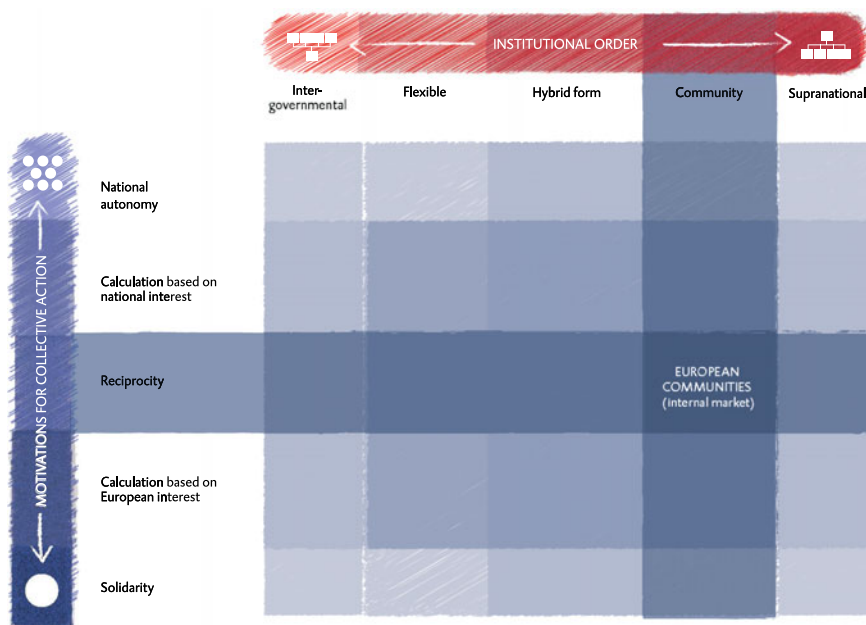 INSTITUTIONAL ORDER
Inter-
governmental
Flexible
Hybrid form
Community
Supranational
MOTIVATIONS FOR COLLECTIVE ACTION
National
autonomy
Calculation based on
national interest
Reciprocity
EUROPEAN
COMMUNITIES
(internal market)
Calculation based on
European interest
Solidarity